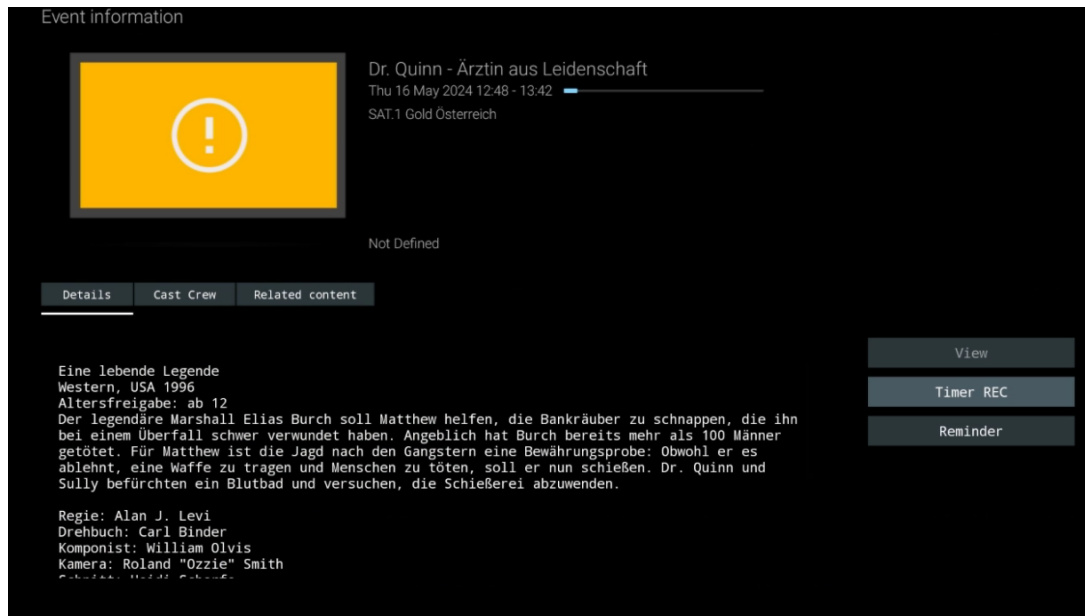 Event information
Dr. Quinn - Ärztin aus Leidenschaft
Thu 16 May 2024 12:48 - 13:42
SAT.1 Gold Österreich
Not Defined
Details
Cast Crew
Related content
View
Timer REC
Reminder
Eine lebende Legende
Western, USA 1996
Altersfreigabe: ab 12
Der legendäre Marshall Elias Burch soll Matthew helfen, die Bankräuber zu schnappen, die ihn
bei einem Überfall schwer verwundet haben. Angeblich hat Burch bereits mehr als 100 Männer
getötet. Für Matthew ist die Jagd nach den Gangstern eine Bewährungsprobe: Obwohl er es
ablehnt, eine Waffe zu tragen und Menschen zu töten, soll er nun schießen. Dr. Quinn und
Sully befürchten ein Blutbad und versuchen, die Schießerei abzuwenden.
Regie: Alan J. Levi
Drehbuch: Carl Binder
Komponist: William Olvis
Kamera: Roland "Ozzie" Smith